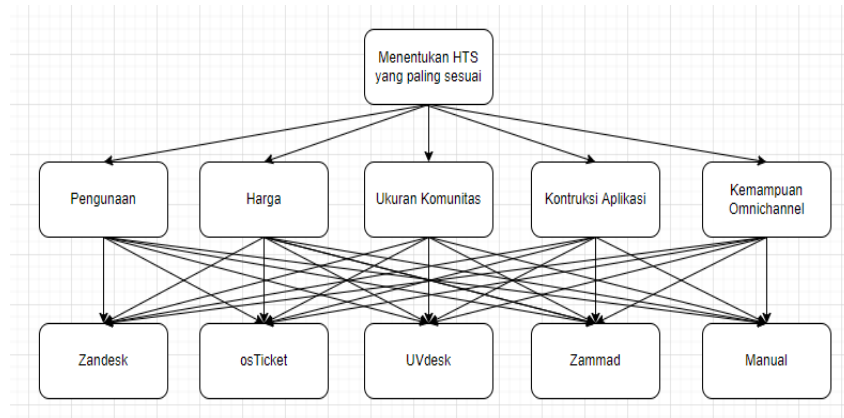 Menentukan HTS
yang paling sesuai
Pengunaan
Harga
Ukuran Komunitas
Kontruksi Aplikasi
Kemampuan
Omnichannel
Zandesk
osTicket
UVdesk
Zammad
Manual